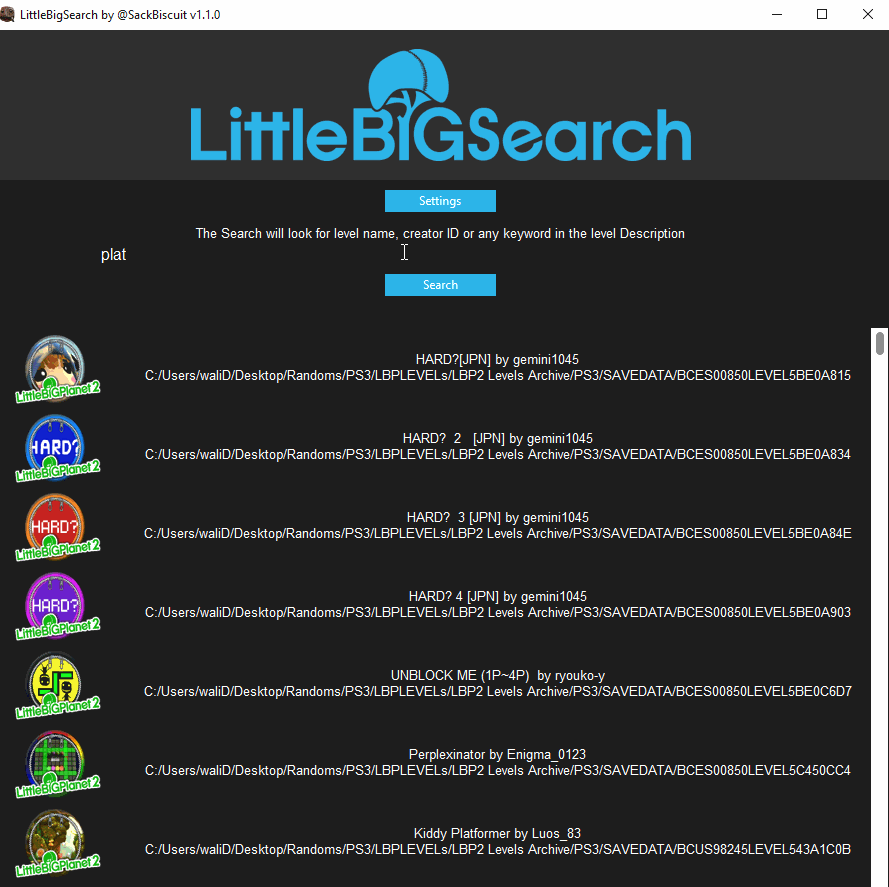 LittleBigSearch by @SackBiscuit v1.1.0
LittleBIGSearch
Settings
The Search will look for level name, creator ID or any keyword in the level Description
plat
Search
HARD?[JPN] by gemini1045
C:/Users/waliD/Desktop/Randoms/PS3/LBPLEVELs/LBP2 Levels Archive/PS3/SAVEDATA/BCES00850LEVEL5BE0A815
LittleBIGPlanet 2
HARD?  2   [JPN] by gemini1045
C:/Users/waliD/Desktop/Randoms/PS3/LBPLEVELs/LBP2 Levels Archive/PS3/SAVEDATA/BCES00850LEVEL5BE0A834
HARD?
LittleBIGPlanet 2
HARD?  3 [JPN] by gemini1045
C:/Users/waliD/Desktop/Randoms/PS3/LBPLEVELs/LBP2 Levels Archive/PS3/SAVEDATA/BCES00850LEVEL5BE0A84E
HARD?
LittleBIGPlanet 2
HARD? 4 [JPN] by gemini1045
C:/Users/waliD/Desktop/Randoms/PS3/LBPLEVELs/LBP2 Levels Archive/PS3/SAVEDATA/BCES00850LEVEL5BE0A903
HARD?
LittleBIGPlanet 2
UNBLOCK ME (1P~4P)  by ryouko-y
C:/Users/waliD/Desktop/Randoms/PS3/LBPLEVELs/LBP2 Levels Archive/PS3/SAVEDATA/BCES00850LEVEL5BE0C6D7
LittleBIGPlanet 2
Perplexinator by Enigma_0123
C:/Users/waliD/Desktop/Randoms/PS3/LBPLEVELs/LBP2 Levels Archive/PS3/SAVEDATA/BCES00850LEVEL5C450CC4
LittleBIGPlanet 2
Kiddy Platformer by Luos_83
C:/Users/waliD/Desktop/Randoms/PS3/LBPLEVELs/LBP2 Levels Archive/PS3/SAVEDATA/BCUS98245LEVEL543A1C0B
LittleBIGPlanet 2